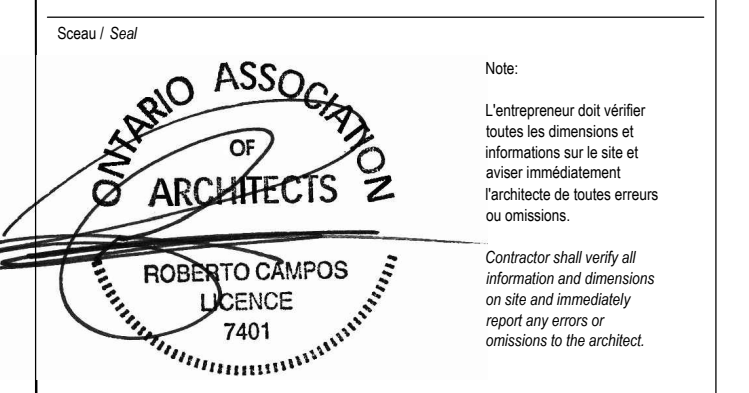 Sceau / Seal
ONTARIO ASSOCIATION
OF
ARCHITECTS
ROBERTO CAMPOS
LICENCE
7401
Note:
L'entrepreneur doit vérifier
toutes les dimensions et
informations sur le site et
aviser immédiatement
l'architecte de toutes erreurs
ou omissions.
Contractor shall verify all
information and dimensions
on site and immediately
report any errors or
omissions to the architect.